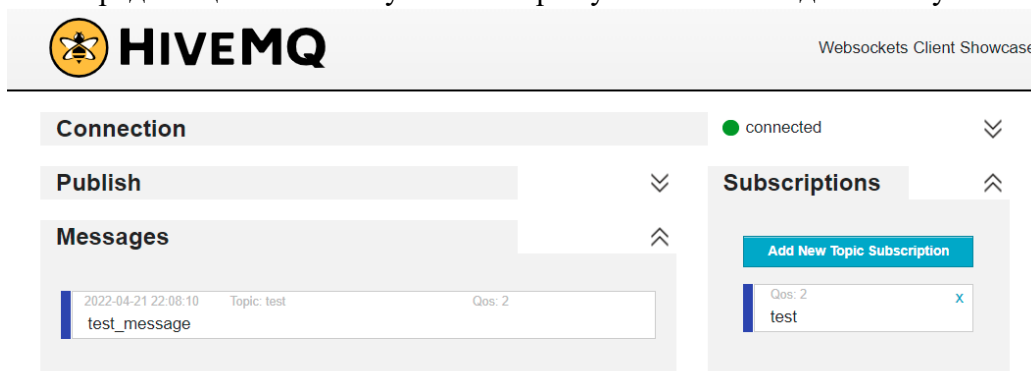 HIVEMQ
Websockets Client Showcase
Connection
connected
Publish
Subscriptions
Messages
Add New Topic Subscription
2022-04-21 22:08:10 Topic: test Qos: 2
test_message
Qos: 2 x
test